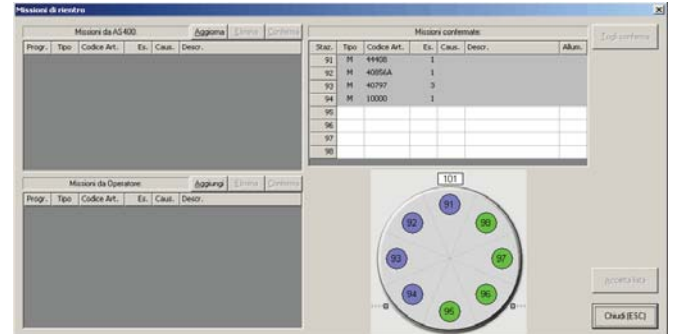 Missioni di rientro
Missioni da AS400: Aggiorna Elimina Conferma
Progr. Tipo Codice Art. Es. Caus. Descr.
Missioni confermate:
Togli conferma
Staz. Tipo Codice Art. Es. Caus. Descr. Allum.
91 M 44408 1
92 M 40856A 1
93 M 40797 3
94 M 10000 1
95
96
97
98
Missioni da Operatore: Aggiungi Elimina Conferma
Progr. Tipo Codice Art. Es. Caus. Descr.
101
91
92
98
93
97
94
96
95
Accetta lista
Chiudi (ESC)